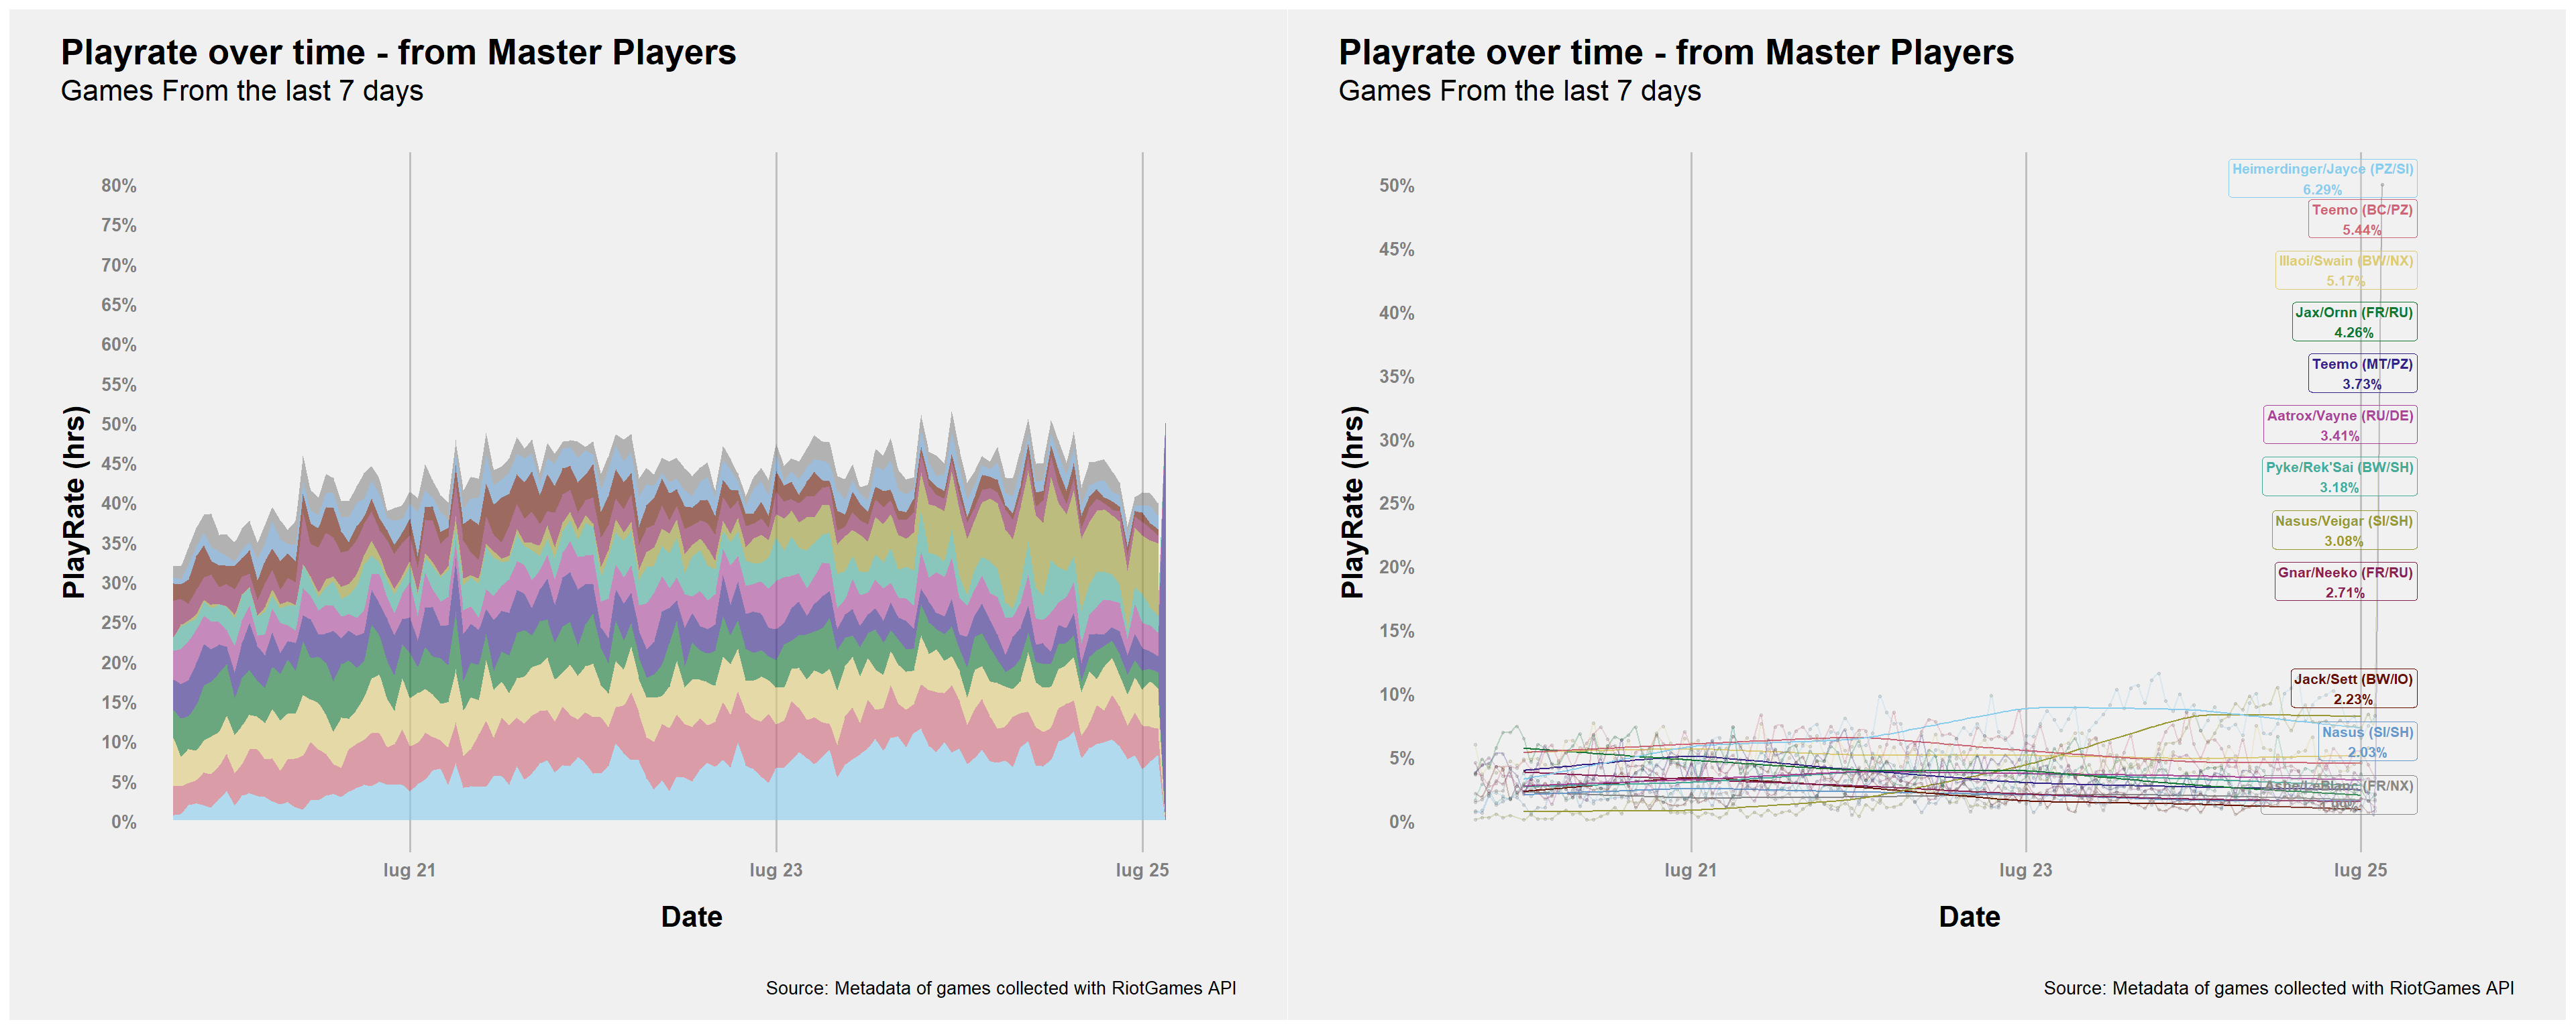 Playrate over time - from Master Players
Games From the last 7 days
PlayRate (hrs)
80%
75%
70%
65%
60%
55%
50%
45%
40%
35%
30%
25%
20%
15%
10%
5%
0%
lug 21
lug 23
lug 25
Date
Source: Metadata of games collected with RiotGames API
Playrate over time - from Master Players
Games From the last 7 days
PlayRate (hrs)
50%
45%
40%
35%
30%
25%
20%
15%
10%
5%
0%
Heimerdinger/Jayce (PZ/SI)
6.29%
Teemo (BC/PZ)
5.44%
Illaoi/Swain (BW/NX)
5.17%
Jax/Ornn (FR/RU)
4.26%
Teemo (MT/PZ)
3.73%
Aatrox/Vayne (RU/DE)
3.41%
Pyke/Rek'Sai (BW/SH)
3.18%
Nasus/Veigar (SI/SH)
3.08%
Gnar/Neeko (FR/RU)
2.71%
Jack/Sett (BW/IO)
2.23%
Nasus (SI/SH)
2.03%
Ashe/LeBlanc (FR/NX)
lug 21
lug 23
lug 25
Date
Source: Metadata of games collected with RiotGames API